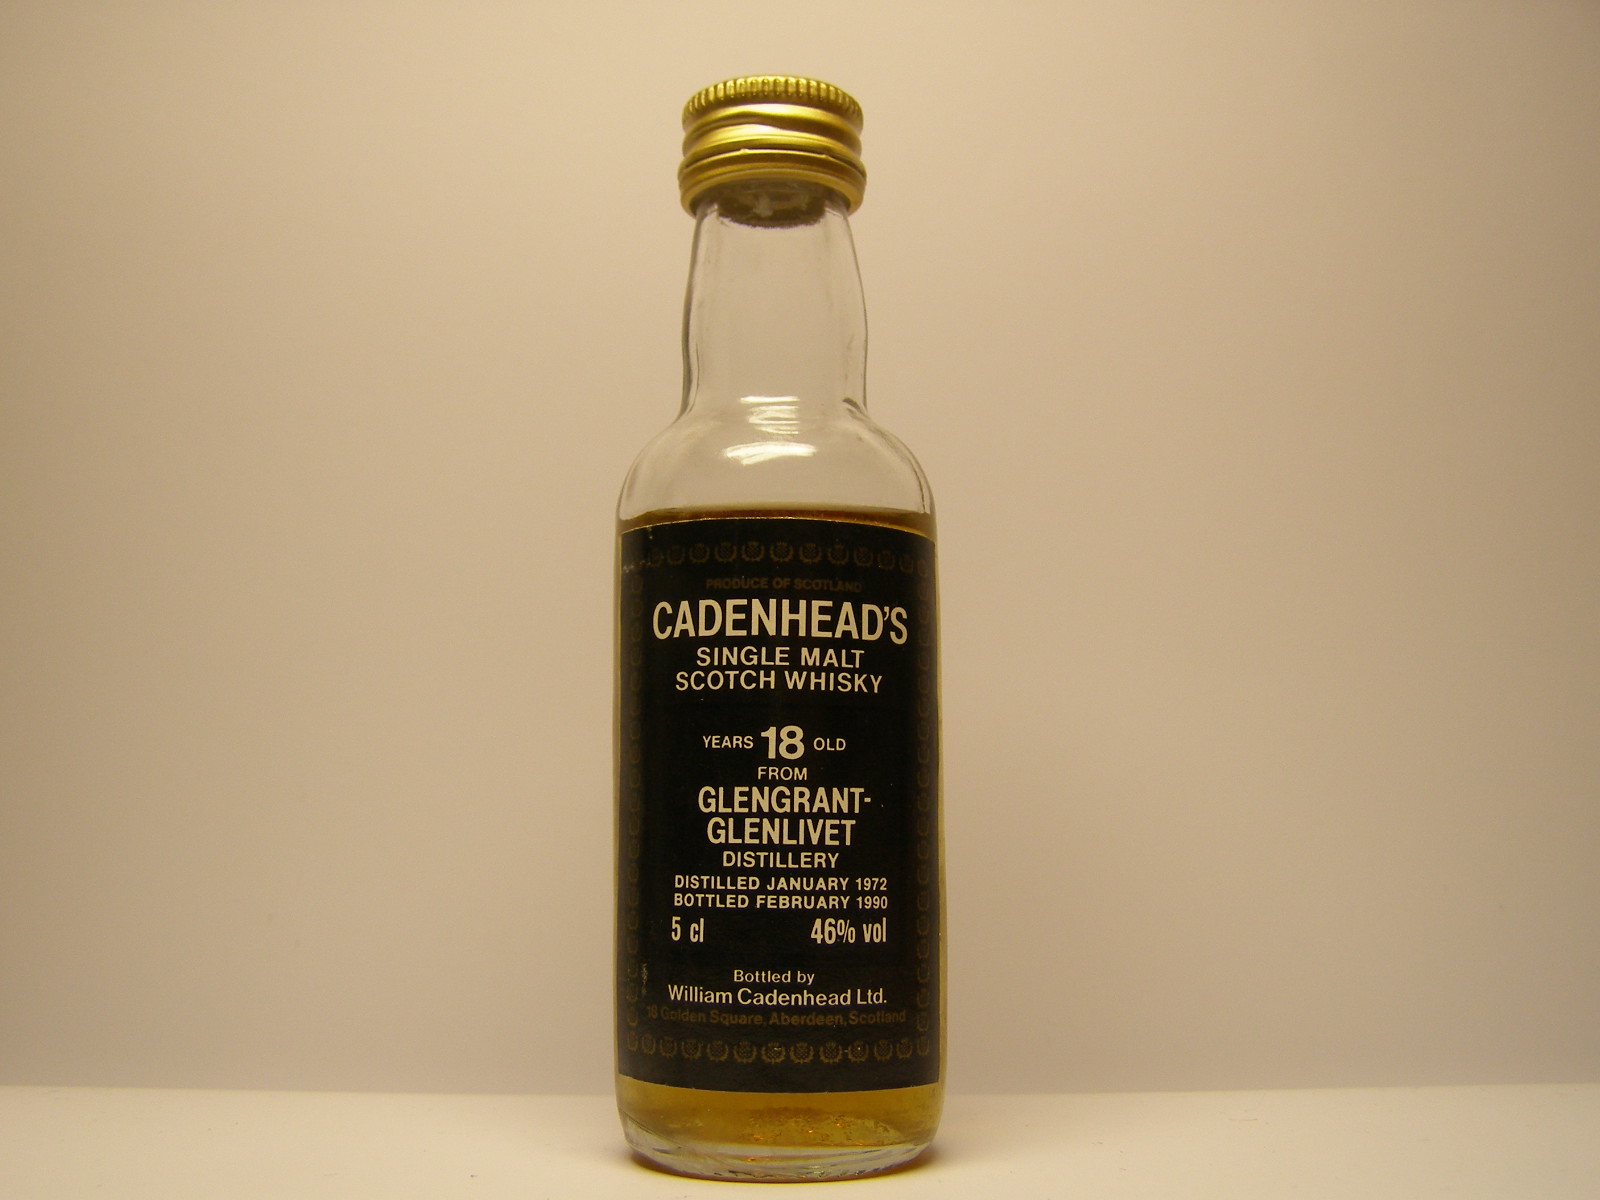 PRODUCE OF SCOTLAND
CADENHEAD'S
SINGLE MALT
SCOTCH WHISKY
YEARS 18 OLD
FROM
GLENGRANT-
GLENLIVET
DISTILLERY
DISTILLED JANUARY 1972
BOTTLED FEBRUARY 1990
5 cl 46% vol
Bottled by
William Cadenhead Ltd.
18 Golden Square, Aberdeen, Scotland